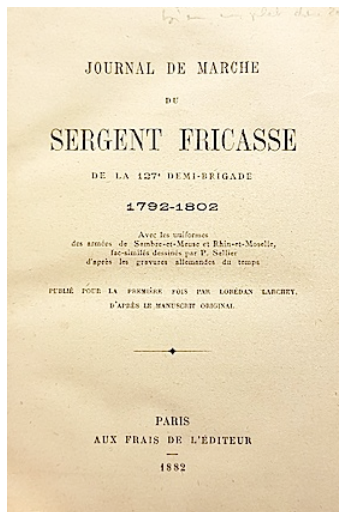 JOURNAL DE MARCHE
DU
SERGENT FRICASSE
DE LA 127e DEMI-BRIGADE
1792-1802
Avec les uniformes
des armées de Sambre-et-Meuse et Rhin-et-Moselle,
fac-similés dessinés par P. Sellier
d'après les gravures allemandes du temps
PUBLIÉ POUR LA PREMIÈRE FOIS PAR LORÉDAN LARCHEY,
D'APRÈS LE MANUSCRIT ORIGINAL
PARIS
AUX FRAIS DE L'ÉDITEUR
1882